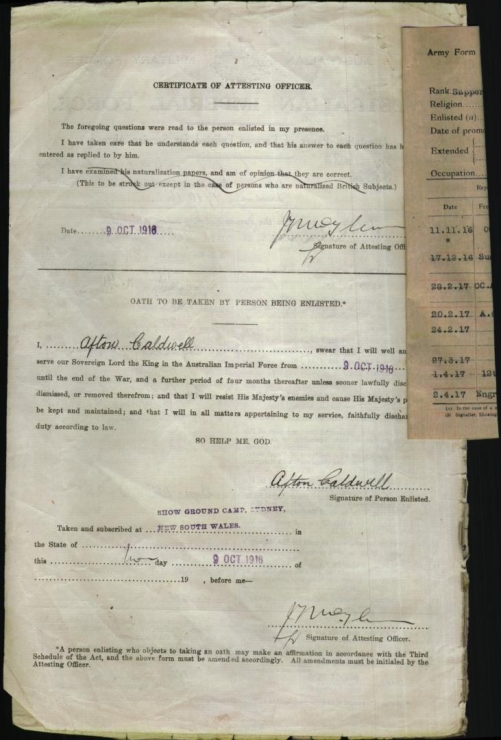 CERTIFICATE OF ATTESTING OFFICER.
The foregoing questions were read to the person enlisted in my presence.
I have taken care that he understands each question, and that his answer to each question has
entered as replied to by him.
I have examined his naturalization papers, and am of opinion that they are correct.
(This to be struck out except in the case of persons who are naturalized British Subjects.)
Date 9 OCT 1916
Signature of Attesting Offi
OATH TO BE TAKEN BY PERSON BEING ENLISTED.*
I, Afton Caldwell, swear that I will well an
serve our Sovereign Lord the King in the Australian Imperial Force from 9 OCT 1916
until the end of the War, and a further period of four months thereafter unless sooner lawfully disc
dismissed, or removed therefrom; and that I will resist His Majesty's enemies and cause His Majesty's p
be kept and maintained; and that I will in all matters appertaining to my service, faithfully dischar
duty according to law.
SO HELP ME, GOD.
Afton Caldwell
Signature of Person Enlisted.
SHOW GROUND CAMP, SYDNEY,
Taken and subscribed at NEW SOUTH WALES. in
the State of
this day 9 OCT 1916 of
19 , before me—
Signature of Attesting Officer.
*A person enlisting who objects to taking an oath may make an affirmation in accordance with the Third
Schedule of the Act, and the above form must be amended accordingly. All amendments must be initialed by the
Attesting Officer.
Army Form
Rank
Religion
Enlisted (a)
Date of prom
Extended
Occupation
Date
11.11.16
17.12.16
28.2.17
20.2.17
24.2.17
27.3.17
1.4.17
2.4.17